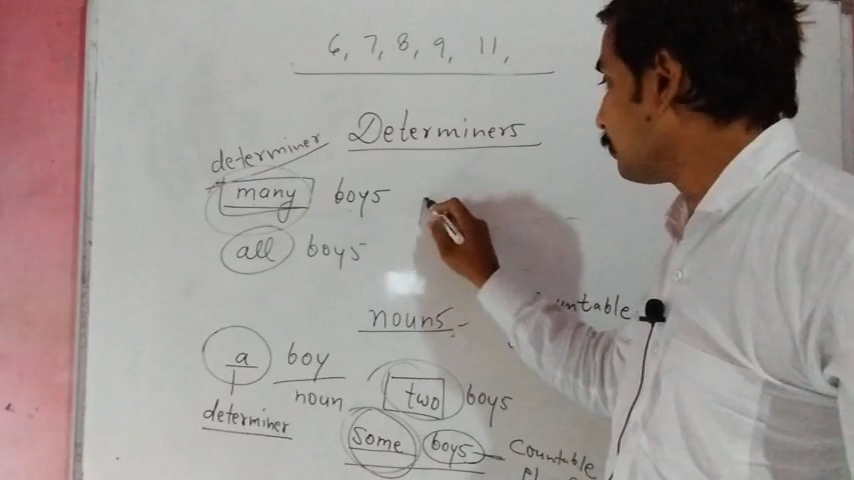 6, 7, 8, 9, 11,
Determiners
determiner
many boys
all boys
nouns
countable
a boy
noun
determiner
two boys
some boys - Countable